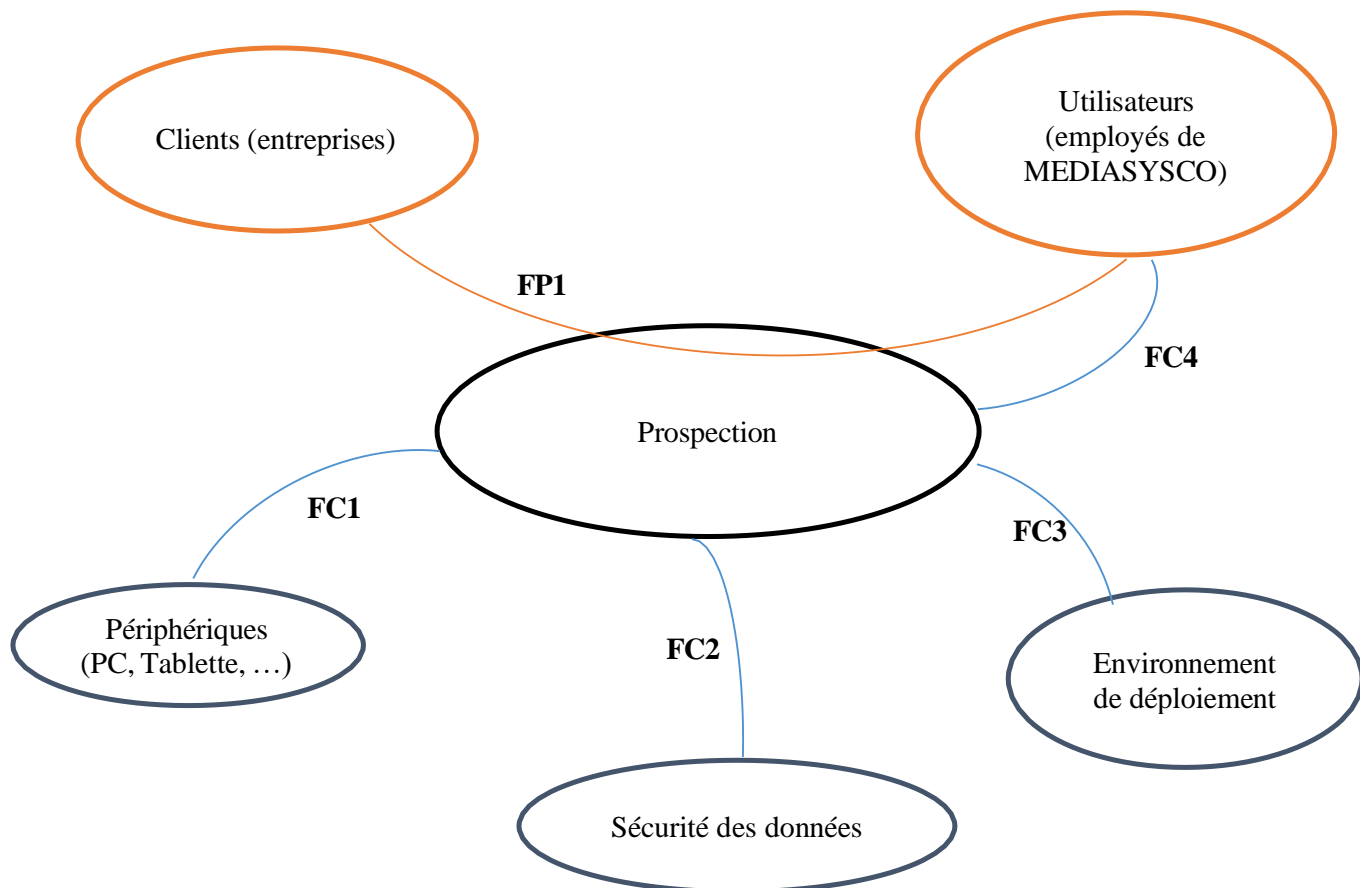 Clients (entreprises)
Utilisateurs
(employés de
MEDIASYSCO)
FP1
FC4
Prospection
FC1
FC3
Périphériques
(PC, Tablette, …)
FC2
Environnement
de déploiement
Sécurité des données